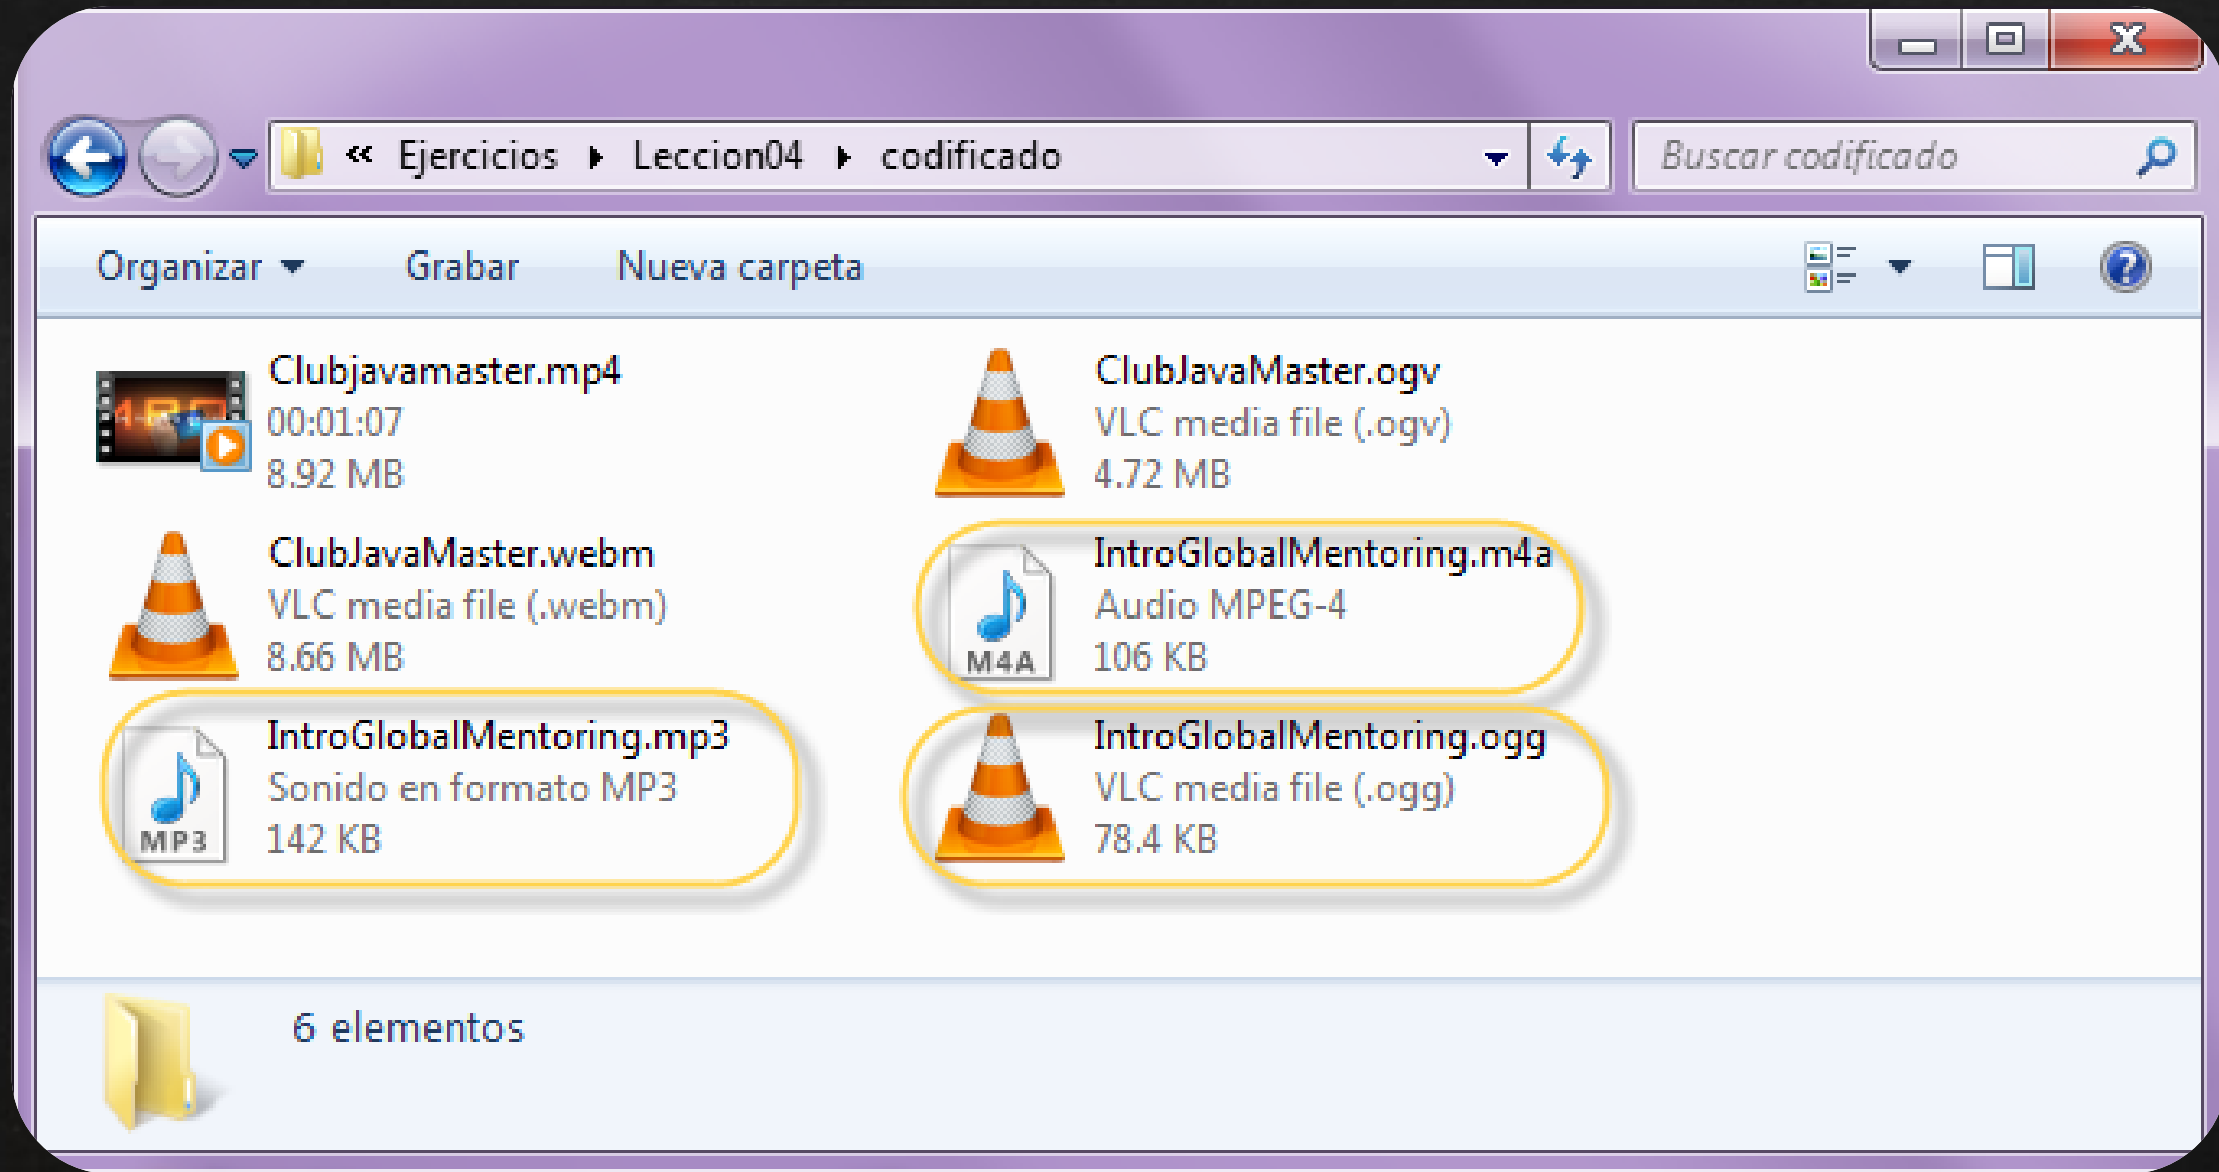 « Ejercicios Leccion04 codificado
Buscar codificado
Organizar Grabar Nueva carpeta
Clubjavamaster.mp4
00:01:07
8.92 MB
ClubJavaMaster.ogv
VLC media file (.ogv)
4.72 MB
ClubJavaMaster.webm
VLC media file (.webm)
8.66 MB
M4A
IntroGlobalMentoring.m4a
Audio MPEG-4
106 KB
MP3
IntroGlobalMentoring.mp3
Sonido en formato MP3
142 KB
IntroGlobalMentoring.ogg
VLC media file (.ogg)
78.4 KB
6 elementos